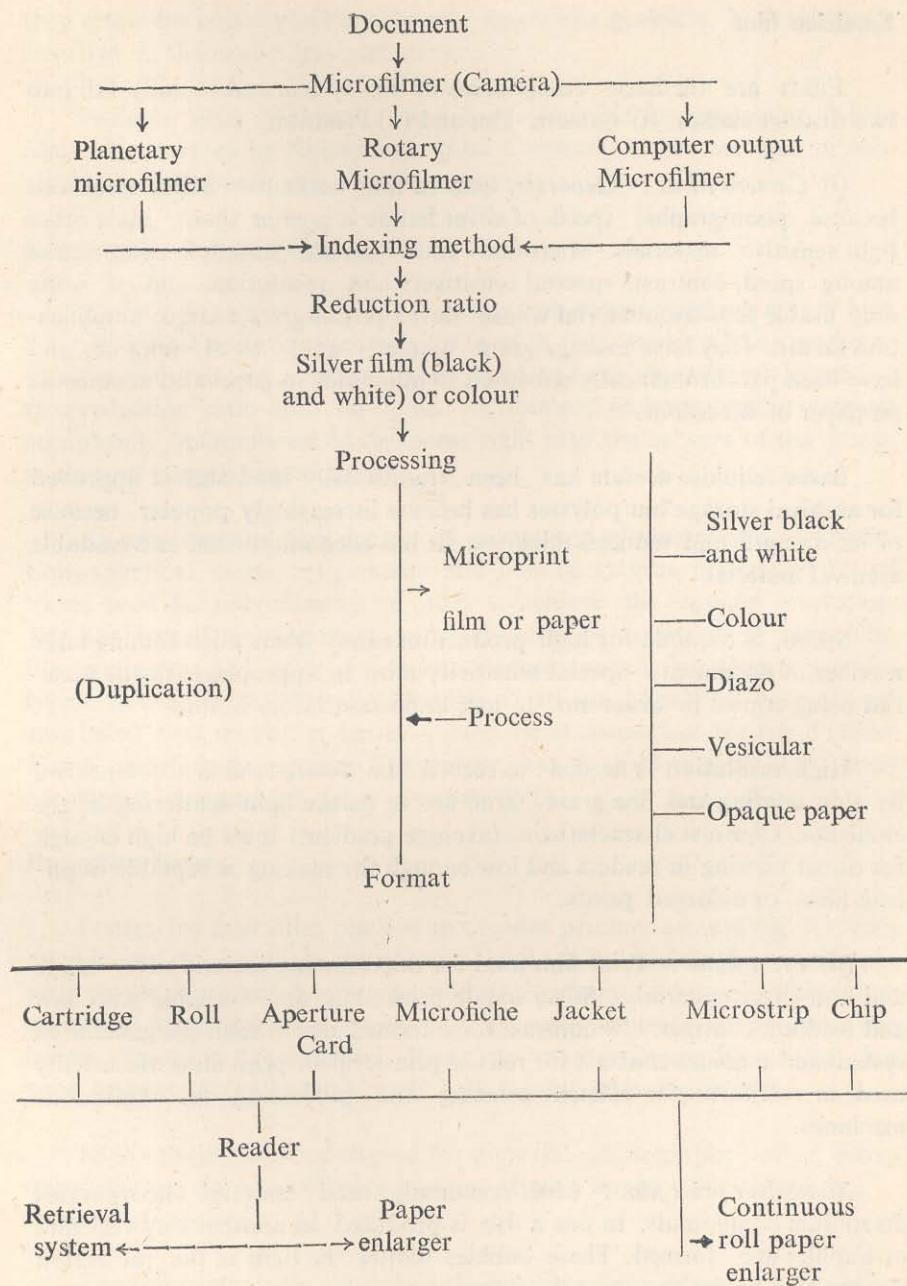 Document
Microfilmer (Camera)
Planetary
microfilmer
Rotary
Microfilmer
Computer output
Microfilmer
Indexing method
Reduction ratio
Silver film (black)
and white) or colour
Processing
Microprint
film or paper
(Duplication)
Process
Silver black
and white
Colour
Diazo
Vesicular
Opaque paper
Format
Cartridge
Roll
Aperture
Card
Microfiche
Jacket
Microstrip
Chip
Reader
Retrieval
system
Paper
enlarger
Continuous
roll paper
enlarger